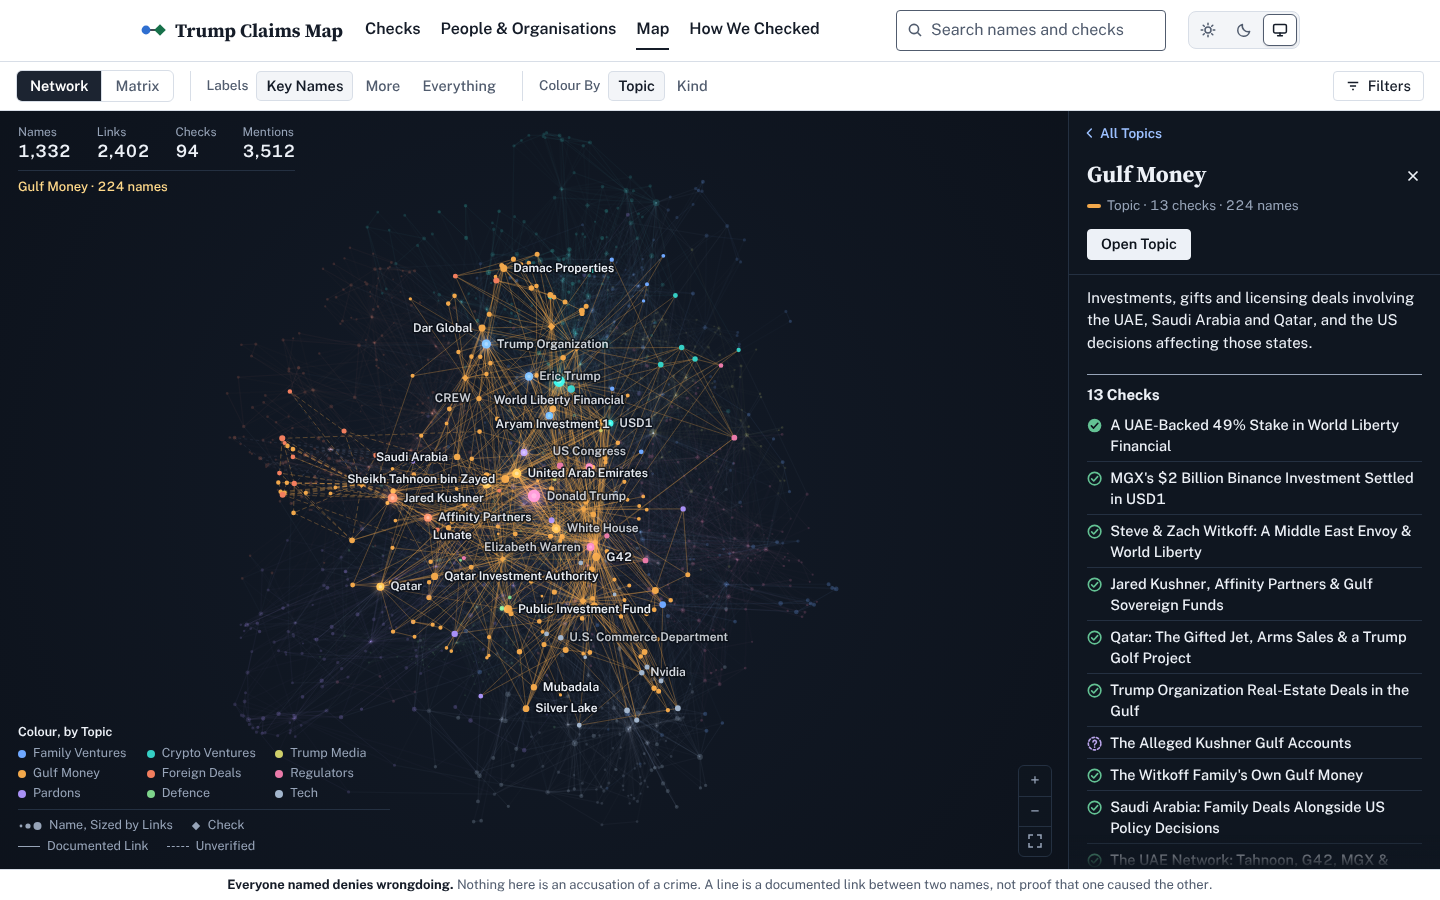 Trump Claims Map
Checks
People & Organisations
Map
How We Checked
Search names and checks
Network
Matrix
Labels
Key Names
More
Everything
Colour By
Topic
Kind
Filters
Names
Links
Checks
Mentions
1,332
2,402
94
3,512
Gulf Money · 224 names
Damac Properties
Dar Global
Trump Organization
Eric Trump
CREW
World Liberty Financial
Aryam Investment 1
USD1
US Congress
Saudi Arabia
United Arab Emirates
Sheikh Tahnoon bin Zayed
Jared Kushner
Donald Trump
Affinity Partners
White House
Lunate
Elizabeth Warren
G42
Qatar Investment Authority
Qatar
Public Investment Fund
U.S. Commerce Department
Nvidia
Mubadala
Silver Lake
Colour, by Topic
Family Ventures
Crypto Ventures
Trump Media
Gulf Money
Foreign Deals
Regulators
Pardons
Defence
Tech
Name, Sized by Links
Check
Documented Link
Unverified
All Topics
Gulf Money
Topic · 13 checks · 224 names
Open Topic
Investments, gifts and licensing deals involving
the UAE, Saudi Arabia and Qatar, and the US
decisions affecting those states.
13 Checks
A UAE-Backed 49% Stake in World Liberty
Financial
MGX's $2 Billion Binance Investment Settled
in USD1
Steve & Zach Witkoff: A Middle East Envoy &
World Liberty
Jared Kushner, Affinity Partners & Gulf
Sovereign Funds
Qatar: The Gifted Jet, Arms Sales & a Trump
Golf Project
Trump Organization Real-Estate Deals in the
Gulf
The Alleged Kushner Gulf Accounts
The Witkoff Family's Own Gulf Money
Saudi Arabia: Family Deals Alongside US
Policy Decisions
The UAE Network: Tahnoon, G42, MGX &
Everyone named denies wrongdoing. Nothing here is an accusation of a crime. A line is a documented link between two names, not proof that one caused the other.